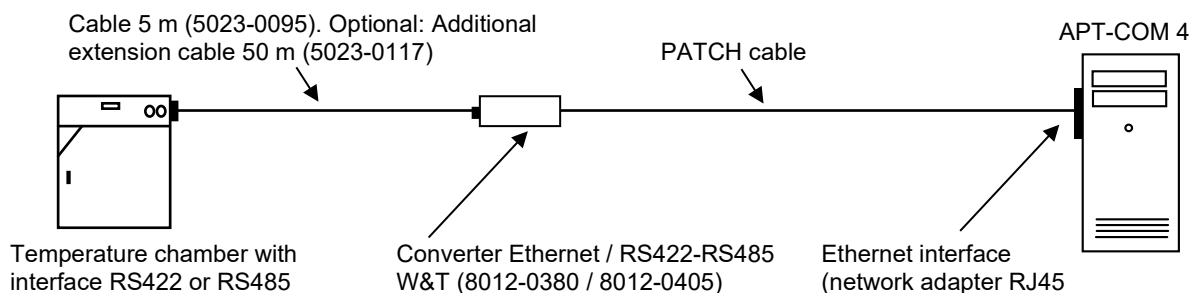 Cable 5 m (5023-0095). Optional: Additional
extension cable 50 m (5023-0117)
PATCH cable
APT-COM 4
Temperature chamber with
interface RS422 or RS485
Converter Ethernet / RS422-RS485
W&T (8012-0380 / 8012-0405)
Ethernet interface
(network adapter RJ45